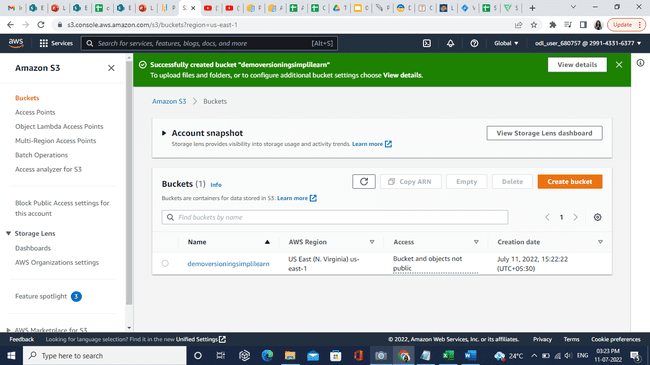 s3.console.aws.amazon.com/s3/buckets?region=us-east-1
Update
aws
Services
Search for services, features, blogs, docs, and more
[Alt+S]
Global
odl_user_680757 @ 2991-4331-6377
Amazon S3
Buckets
Access Points
Object Lambda Access Points
Multi-Region Access Points
Batch Operations
Access analyzer for S3
Block Public Access settings for
this account
Storage Lens
Dashboards
AWS Organizations settings
Feature spotlight 3
AWS Marketplace for S3
Successfully created bucket "demoversioningsimplilearn"
To upload files and folders, or to configure additional bucket settings choose View details.
View details
Amazon S3 > Buckets
Account snapshot
Storage lens provides visibility into storage usage and activity trends. Learn more
View Storage Lens dashboard
Buckets (1) Info
Buckets are containers for data stored in S3. Learn more
Copy ARN
Empty
Delete
Create bucket
Find buckets by name
1
Name
AWS Region
Access
Creation date
demoversioningsimplilearn
US East (N. Virginia) us-
east-1
Bucket and objects not
public
July 11, 2022, 15:22:22
(UTC+05:30)
Feedback
Looking for language selection? Find it in the new Unified Settings
© 2022, Amazon Web Services, Inc. or its affiliates.
Privacy
Terms
Cookie preferences
Type here to search
24°C
ENG
03:23 PM
11-07-2022